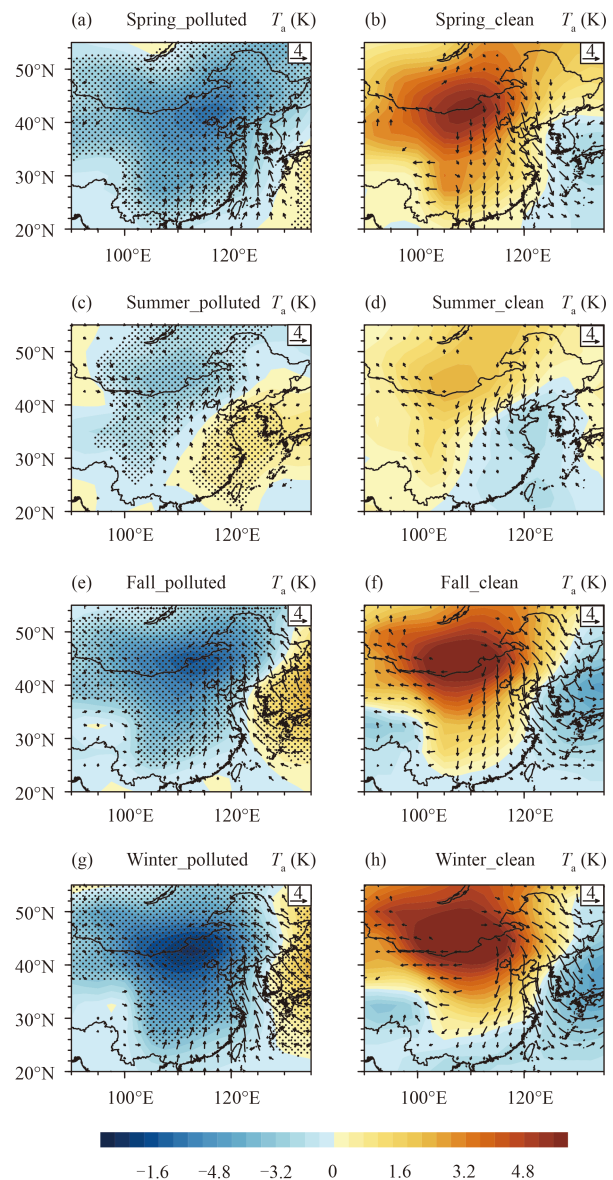 (a) Spring_polluted Tₐ (K) (b) Spring_clean Tₐ (K)
4 4
50°N
40°N
30°N
20°N
100°E 120°E 100°E 120°E
(c) Summer_polluted Tₐ (K) (d) Summer_clean Tₐ (K)
4 4
50°N
40°N
30°N
20°N
100°E 120°E 100°E 120°E
(e) Fall_polluted Tₐ (K) (f) Fall_clean Tₐ (K)
4 4
50°N
40°N
30°N
20°N
100°E 120°E 100°E 120°E
(g) Winter_polluted Tₐ (K) (h) Winter_clean Tₐ (K)
4 4
50°N
40°N
30°N
20°N
100°E 120°E 100°E 120°E
−1.6 −4.8 −3.2 0 1.6 3.2 4.8